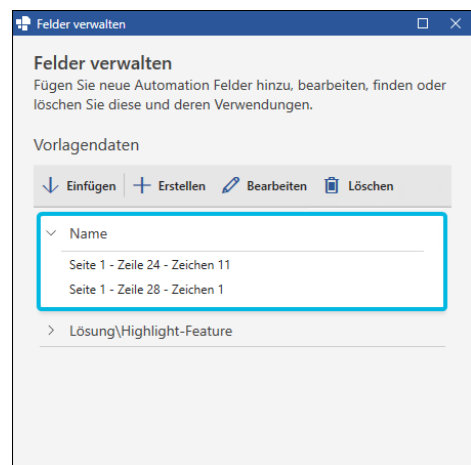 Felder verwalten
Felder verwalten
Fügen Sie neue Automation Felder hinzu, bearbeiten, finden oder
löschen Sie diese und deren Verwendungen.
Vorlagendaten
Einfügen Erstellen Bearbeiten Löschen
Name
Seite 1 - Zeile 24 - Zeichen 11
Seite 1 - Zeile 28 - Zeichen 1
Lösung\Highlight-Feature